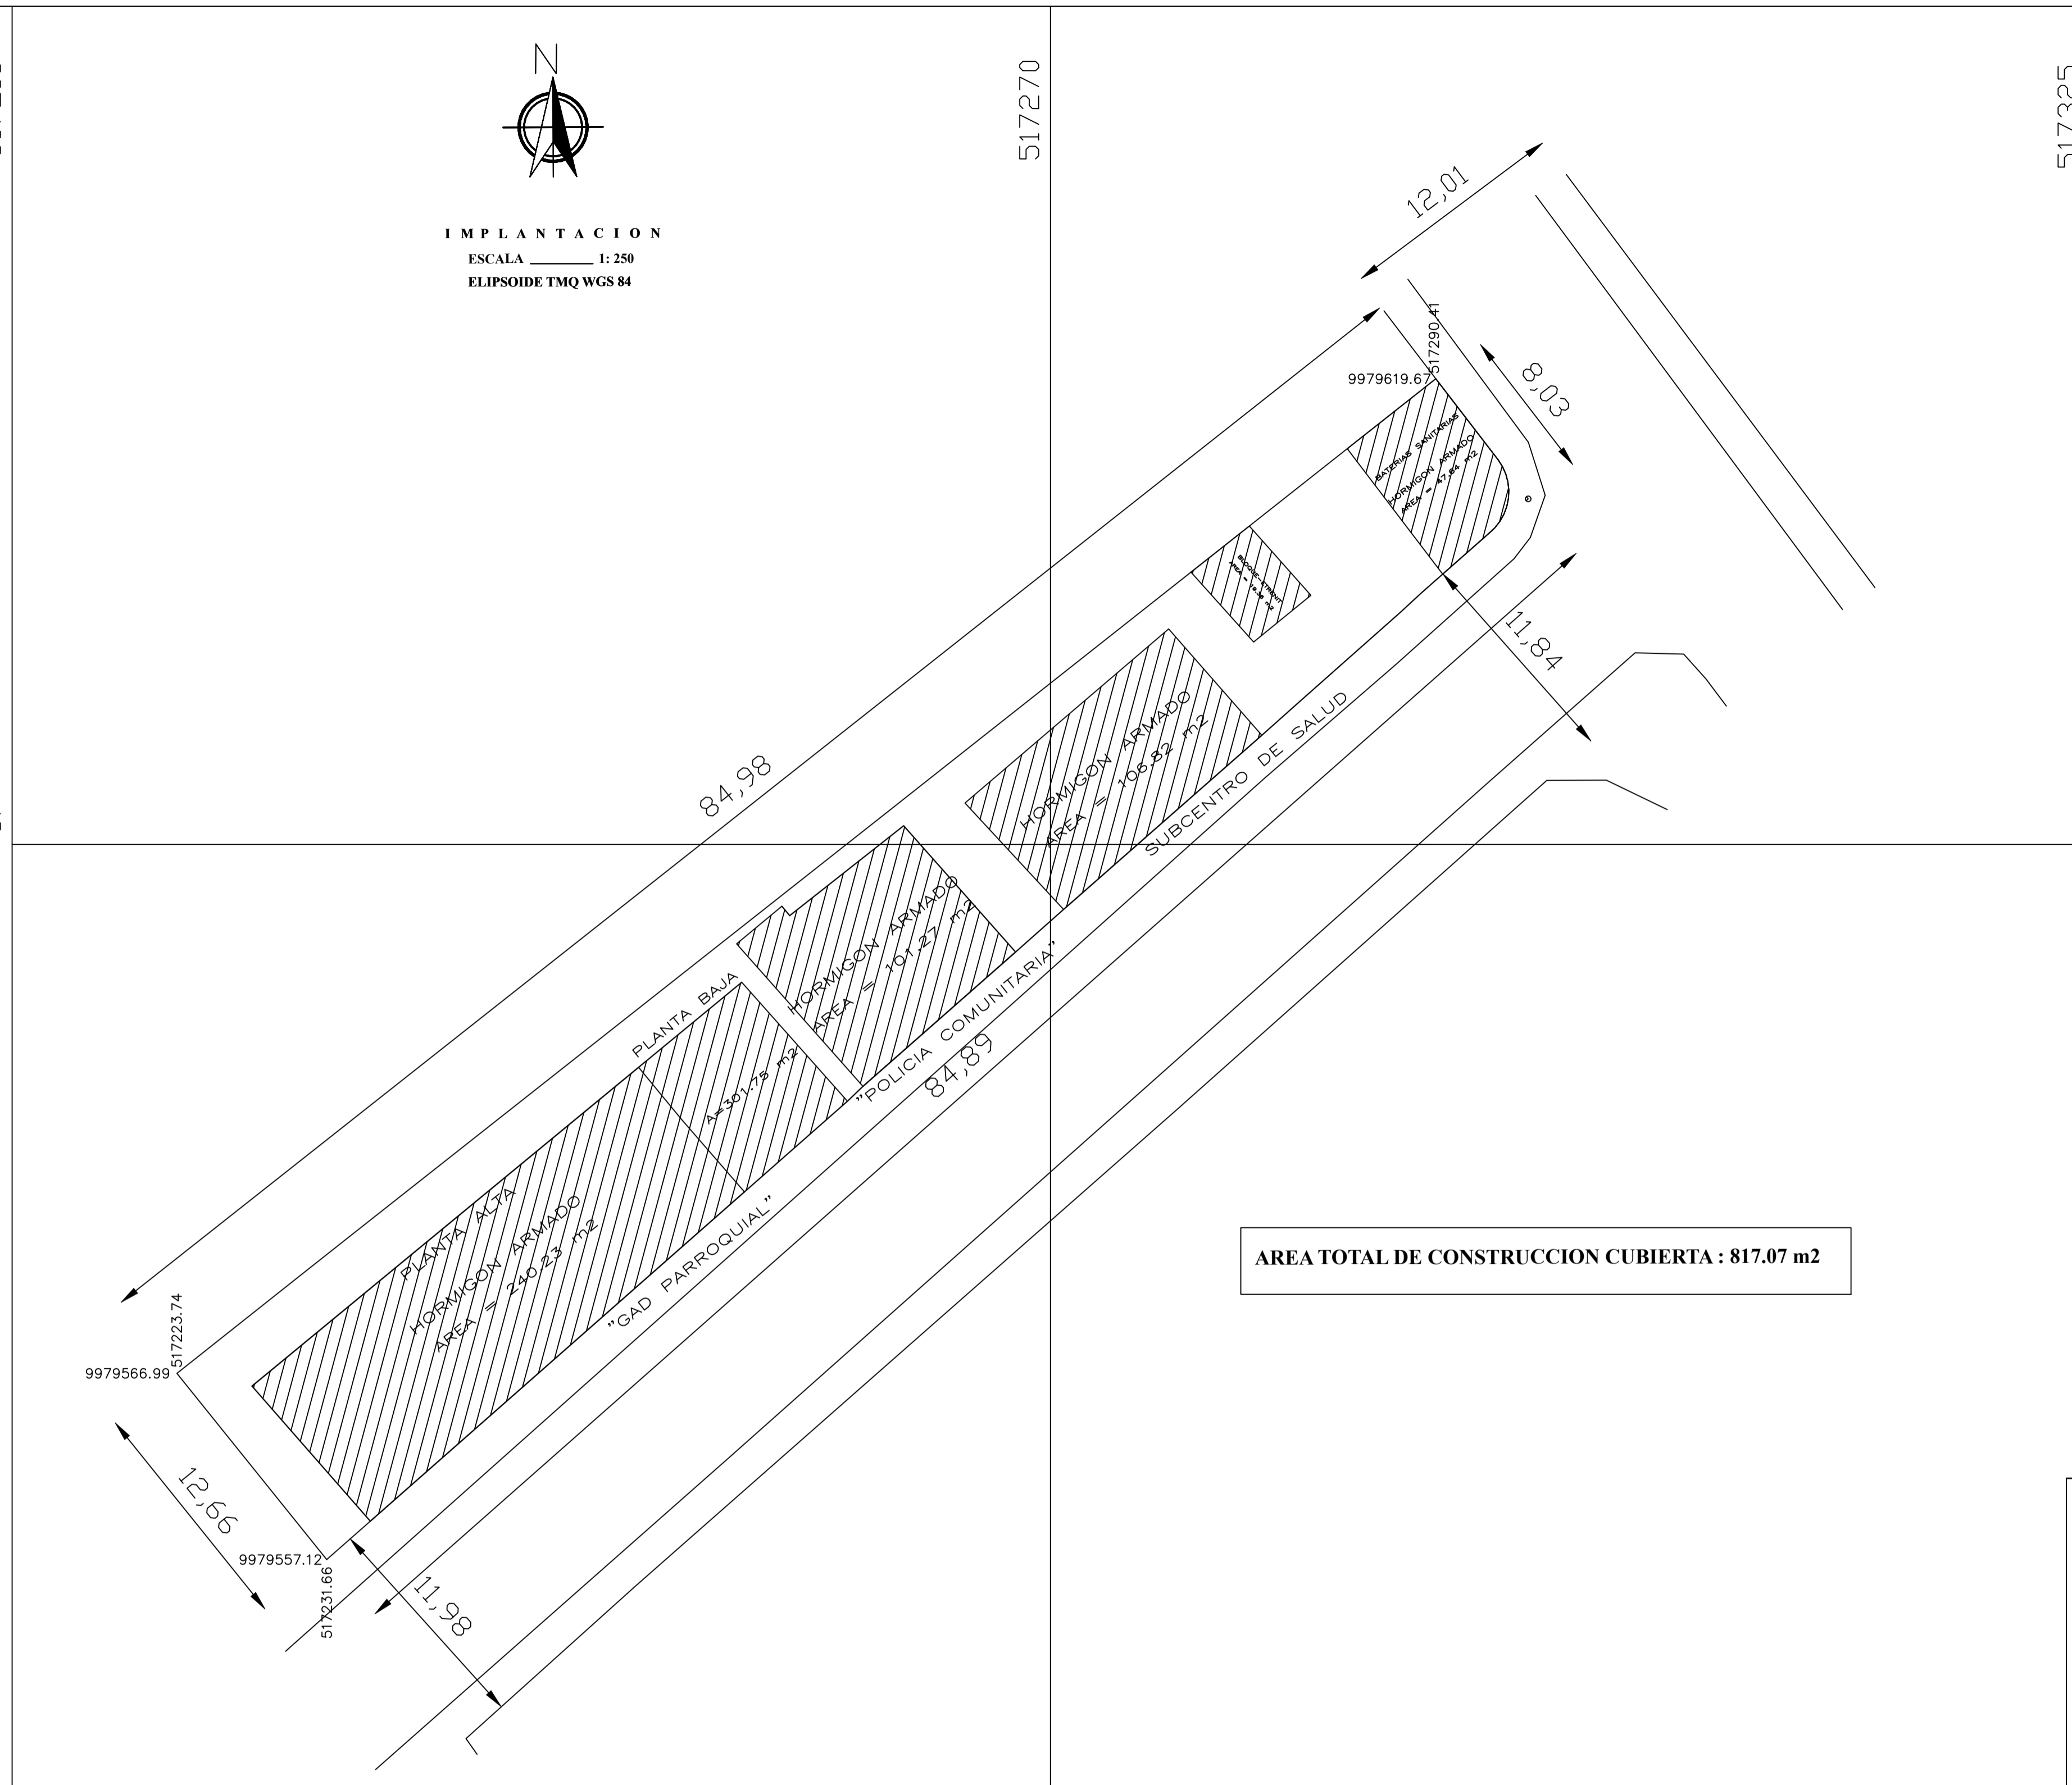 N
517270
517325
I M P L A N T A C I O N
ESCALA _________ 1: 250
ELIPSOIDE TMQ WGS 84
12,01
8,03
517290.41
9979619.67
BATERIAS SANITARIAS
HORMIGON ARMADO
AREA = 47.64 m2
BLOQUE-ETERNIT
11,84
84,98
HORMIGON ARMADO
AREA = 106.82 m2
SUBCENTRO DE SALUD
HORMIGON ARMADO
AREA = 101.27 m2
"POLICIA COMUNITARIA"
84,89
PLANTA BAJA
A=301.75 m2
PLANTA ALTA
HORMIGON ARMADO
AREA = 240.23 m2
"GAD PARROQUIAL"
AREA TOTAL DE CONSTRUCCION CUBIERTA : 817.07 m2
517223.74
9979566.99
12,66
9979557.12
517231.66
11,98